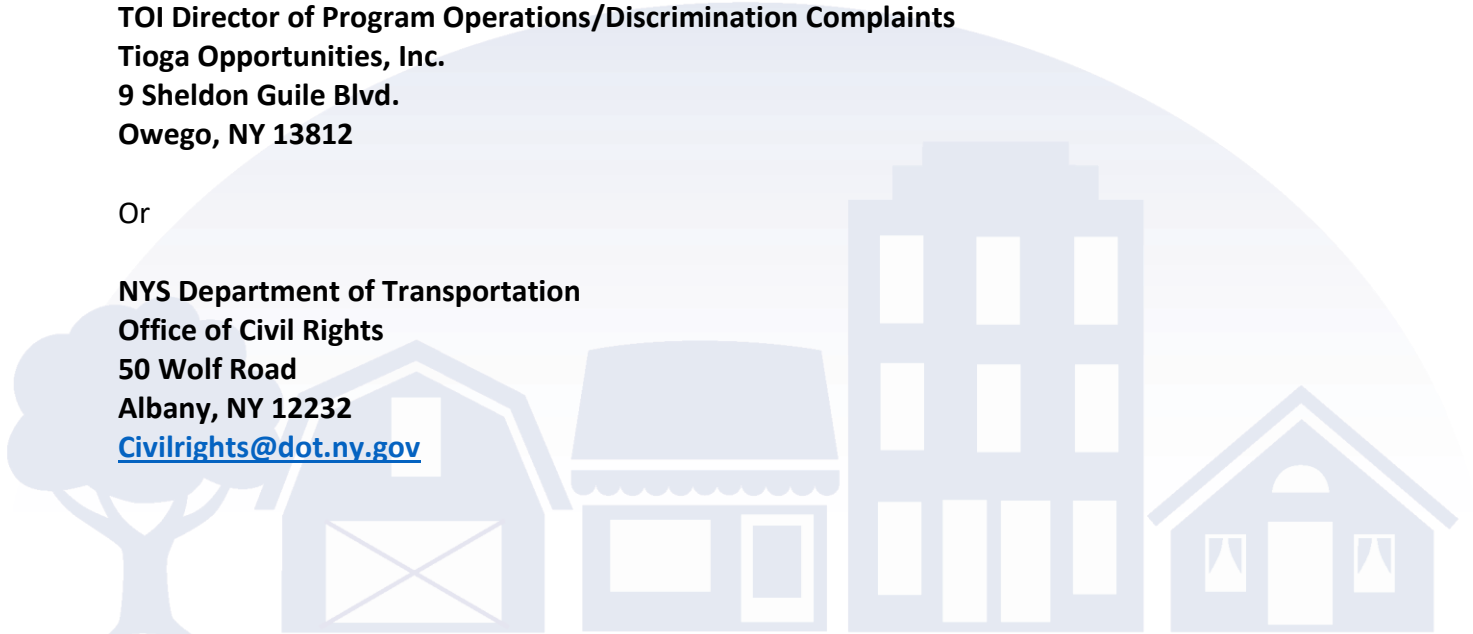 TOI Director of Program Operations/Discrimination Complaints
Tioga Opportunities, Inc.
9 Sheldon Guile Blvd.
Owego, NY 13812
Or
NYS Department of Transportation
Office of Civil Rights
50 Wolf Road
Albany, NY 12232
Civilrights@dot.ny.gov